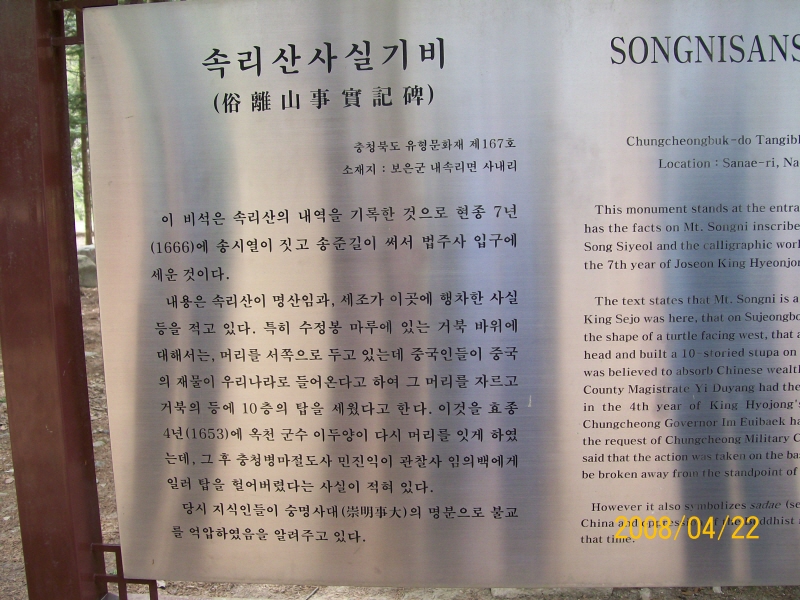 속리산사실기비
(俗離山事實記碑)
충청북도 유형문화재 제167호
소재지 : 보은군 내속리면 사내리
이 비석은 속리산의 내역을 기록한 것으로 현종 7년
(1666)에 송시열이 짓고 송준길이 써서 법주사 입구에
세운 것이다.
내용은 속리산이 명산임과, 세조가 이곳에 행차한 사실
등을 적고 있다. 특히 수정봉 마루에 있는 거북 바위에
대해서는, 머리를 서쪽으로 두고 있는데 중국인들이 중국
의 재물이 우리나라로 들어온다고 하여 그 머리를 자르고
거북의 등에 10층의 탑을 세웠다고 한다. 이것을 효종
4년(1653)에 옥천 군수 이두양이 다시 머리를 잇게 하였
는데, 그 후 충청병마절도사 민진익이 관찰사 임의백에게
일러 탑을 헐어버렸다는 사실이 적혀 있다.
당시 지식인들이 숭명사대(崇明事大)의 명분으로 불교
를 억압하였음을 알려주고 있다.
SONGNISANS
Chungcheongbuk-do Tangibl
Location : Sanae-ri, Na
This monument stands at the entra
has the facts on Mt. Songni inscribe
Song Siyeol and the calligraphic wor
the 7th year of Joseon King Hyeonjo
The text states that Mt. Songni is a
King Sejo was here, that on Sujeongbo
the shape of a turtle facing west, that a
head and built a 10-storied stupa on
was believed to absorb Chinese wealt
County Magistrate Yi Duyang had the
in the 4th year of King Hyojong's
Chungcheong Governor Im Euibaek ha
the request of Chungcheong Military C
said that the action was taken on the ba
be broken away from the standpoint of
However it also symbolizes sadae (se
China and oppression of the Buddhist
that time.
2008/04/22